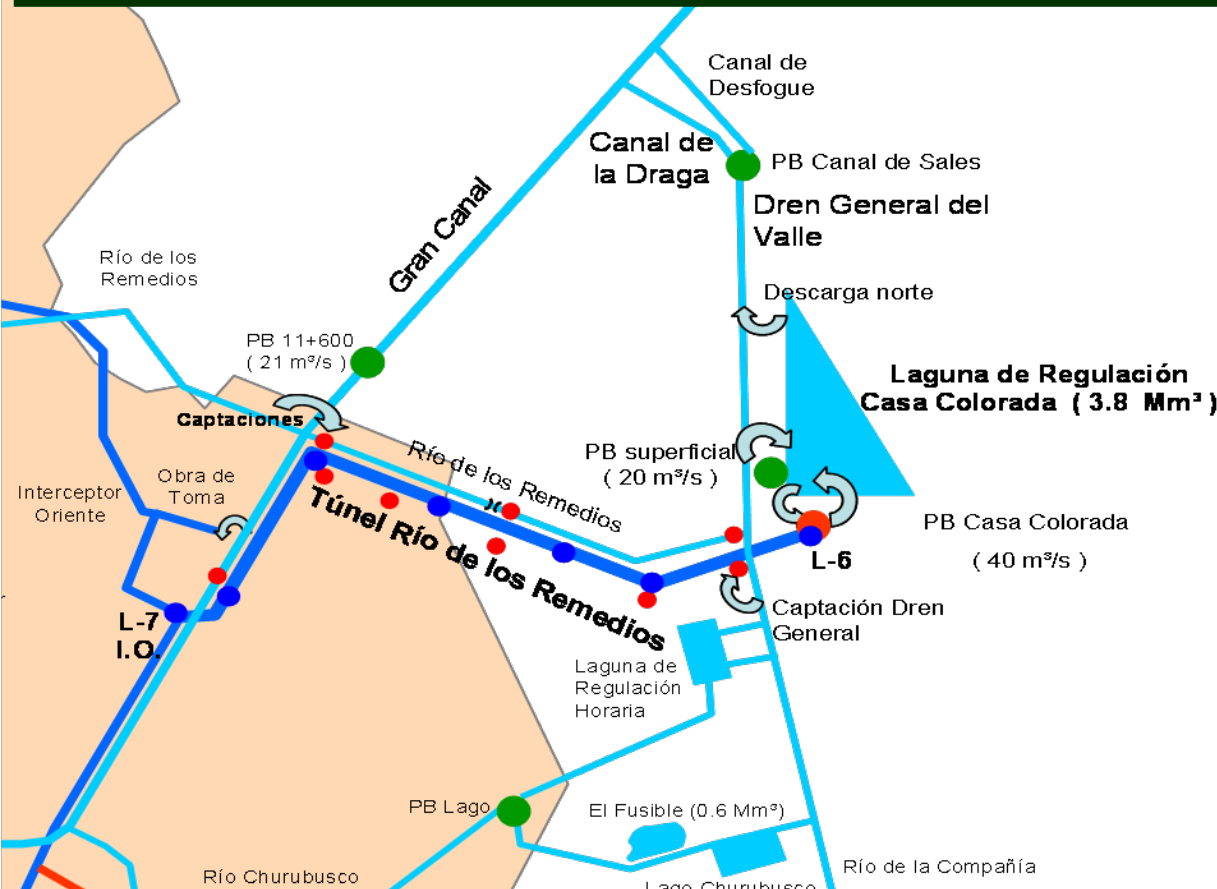 Canal de
Desfogue
Canal de
la Draga
PB Canal de Sales
Dren General del
Valle
Gran Canal
Río de los
Remedios
Descarga norte
PB 11+600
( 21 m³/s )
Laguna de Regulación
Casa Colorada ( 3.8 Mm³ )
Captaciones
Río de los Remedios
PB superficial
( 20 m³/s )
Obra de
Toma
Interceptor
Oriente
Túnel Río de los Remedios
PB Casa Colorada
( 40 m³/s )
L-6
L-7
I.O.
Captación Dren
General
Laguna de
Regulación
Horaria
PB Lago
El Fusible (0.6 Mm³)
Río Churubusco
Río de la Compañía
Lago Churubusco